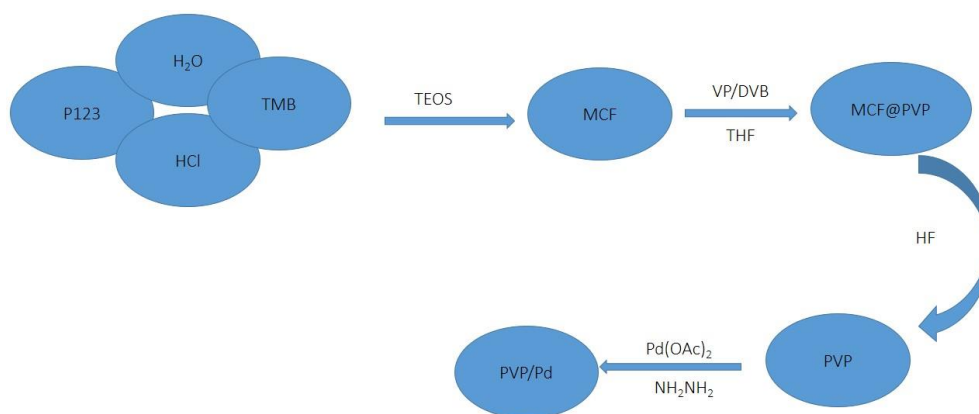 H₂O
P123
TMB
HCl
TEOS
MCF
VP/DVB
THF
MCF@PVP
HF
PVP
Pd(OAc)₂
NH₂NH₂
PVP/Pd